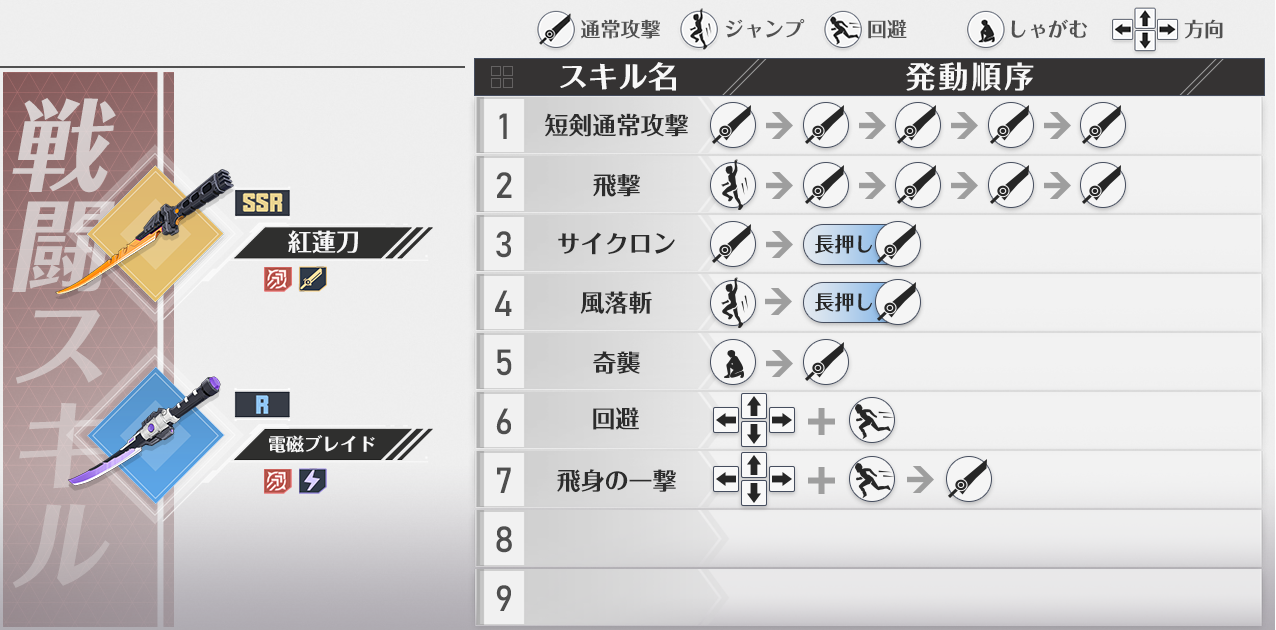 通常攻撃 ジャンプ 回避 しゃがむ 方向
戦闘スキル
SSR
紅蓮刀
R
電磁ブレイド
スキル名 発動順序
1 短剣通常攻撃
2 飛撃
3 サイクロン 長押し
4 風落斬 長押し
5 奇襲
6 回避
7 飛身の一撃
8
9